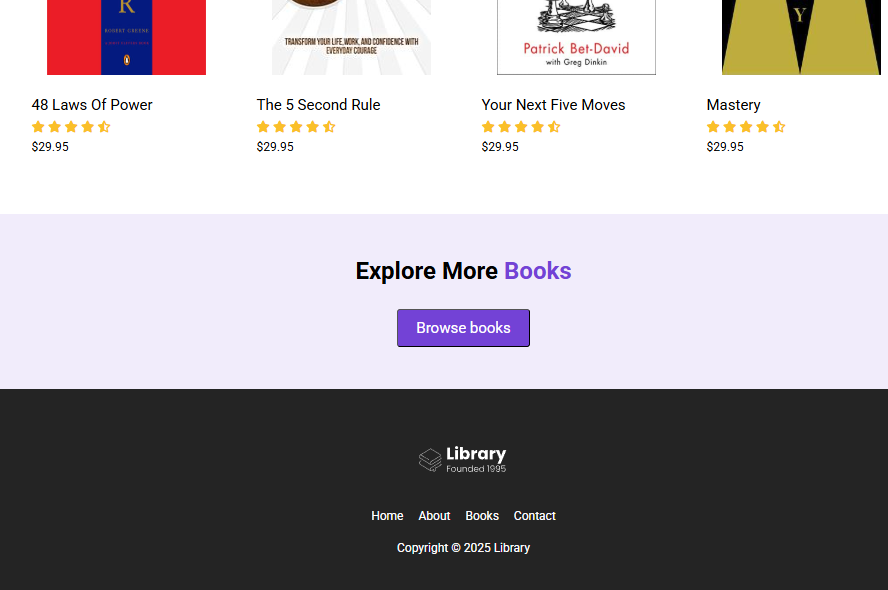 R
ROBERT GREENE
TRANSFORM YOUR LIFE, WORK, AND CONFIDENCE WITH
EVERYDAY COURAGE
Patrick Bet-David
with Greg Dinkin
Y
48 Laws Of Power
The 5 Second Rule
Your Next Five Moves
Mastery
$29.95
$29.95
$29.95
$29.95
Explore More Books
Browse books
Library
Founded 1995
Home About Books Contact
Copyright © 2025 Library